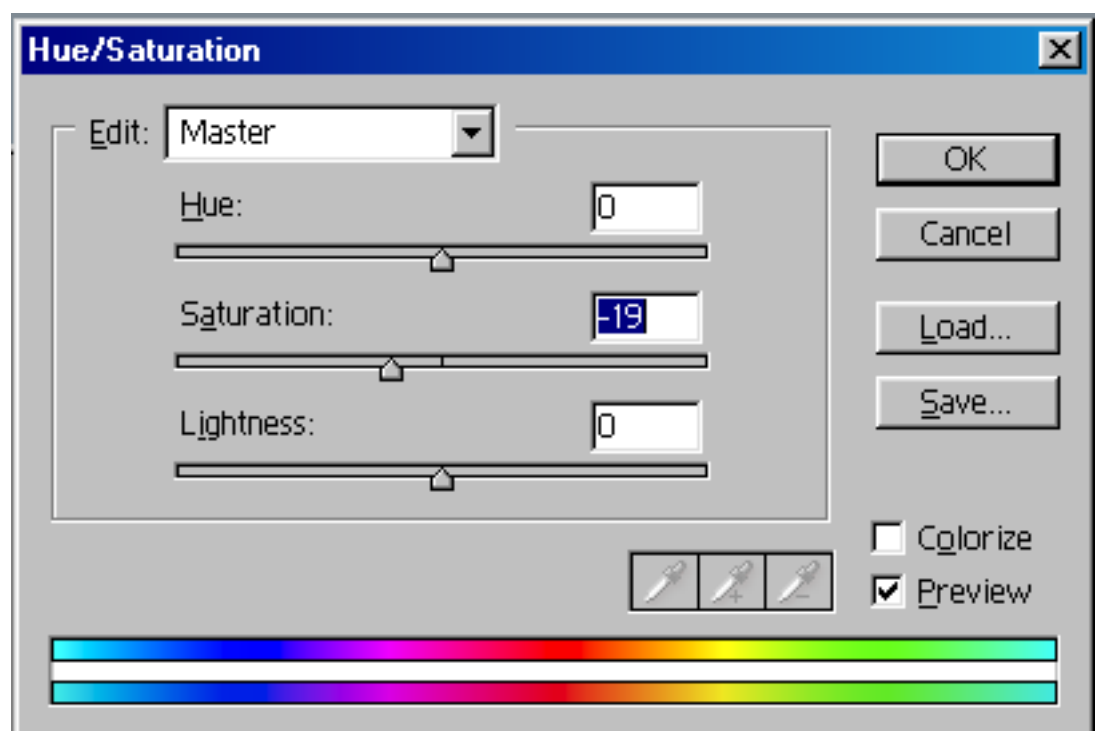 Hue/Saturation
Edit: Master
OK
Hue: 0
Cancel
Saturation: -19
Load...
Lightness: 0
Save...
Colorize
Preview